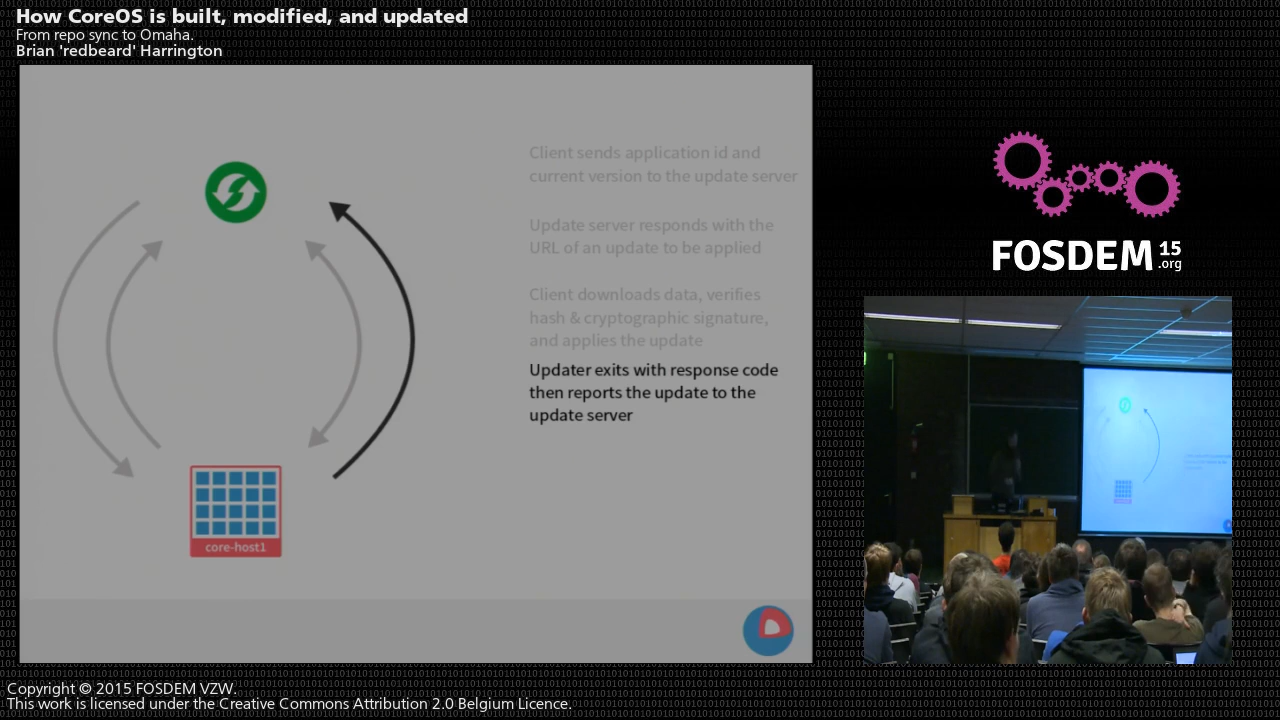 How CoreOS is built, modified, and updated
From repo sync to Omaha.
Brian 'redbeard' Harrington
Client sends application id and
current version to the update server
Update server responds with the
URL of an update to be applied
Client downloads data, verifies
hash & cryptographic signature,
and applies the update
Updater exits with response code
then reports the update to the
update server
core-host1
FOSDEM 15
.org
Copyright © 2015 FOSDEM VZW.
This work is licensed under the Creative Commons Attribution 2.0 Belgium Licence.